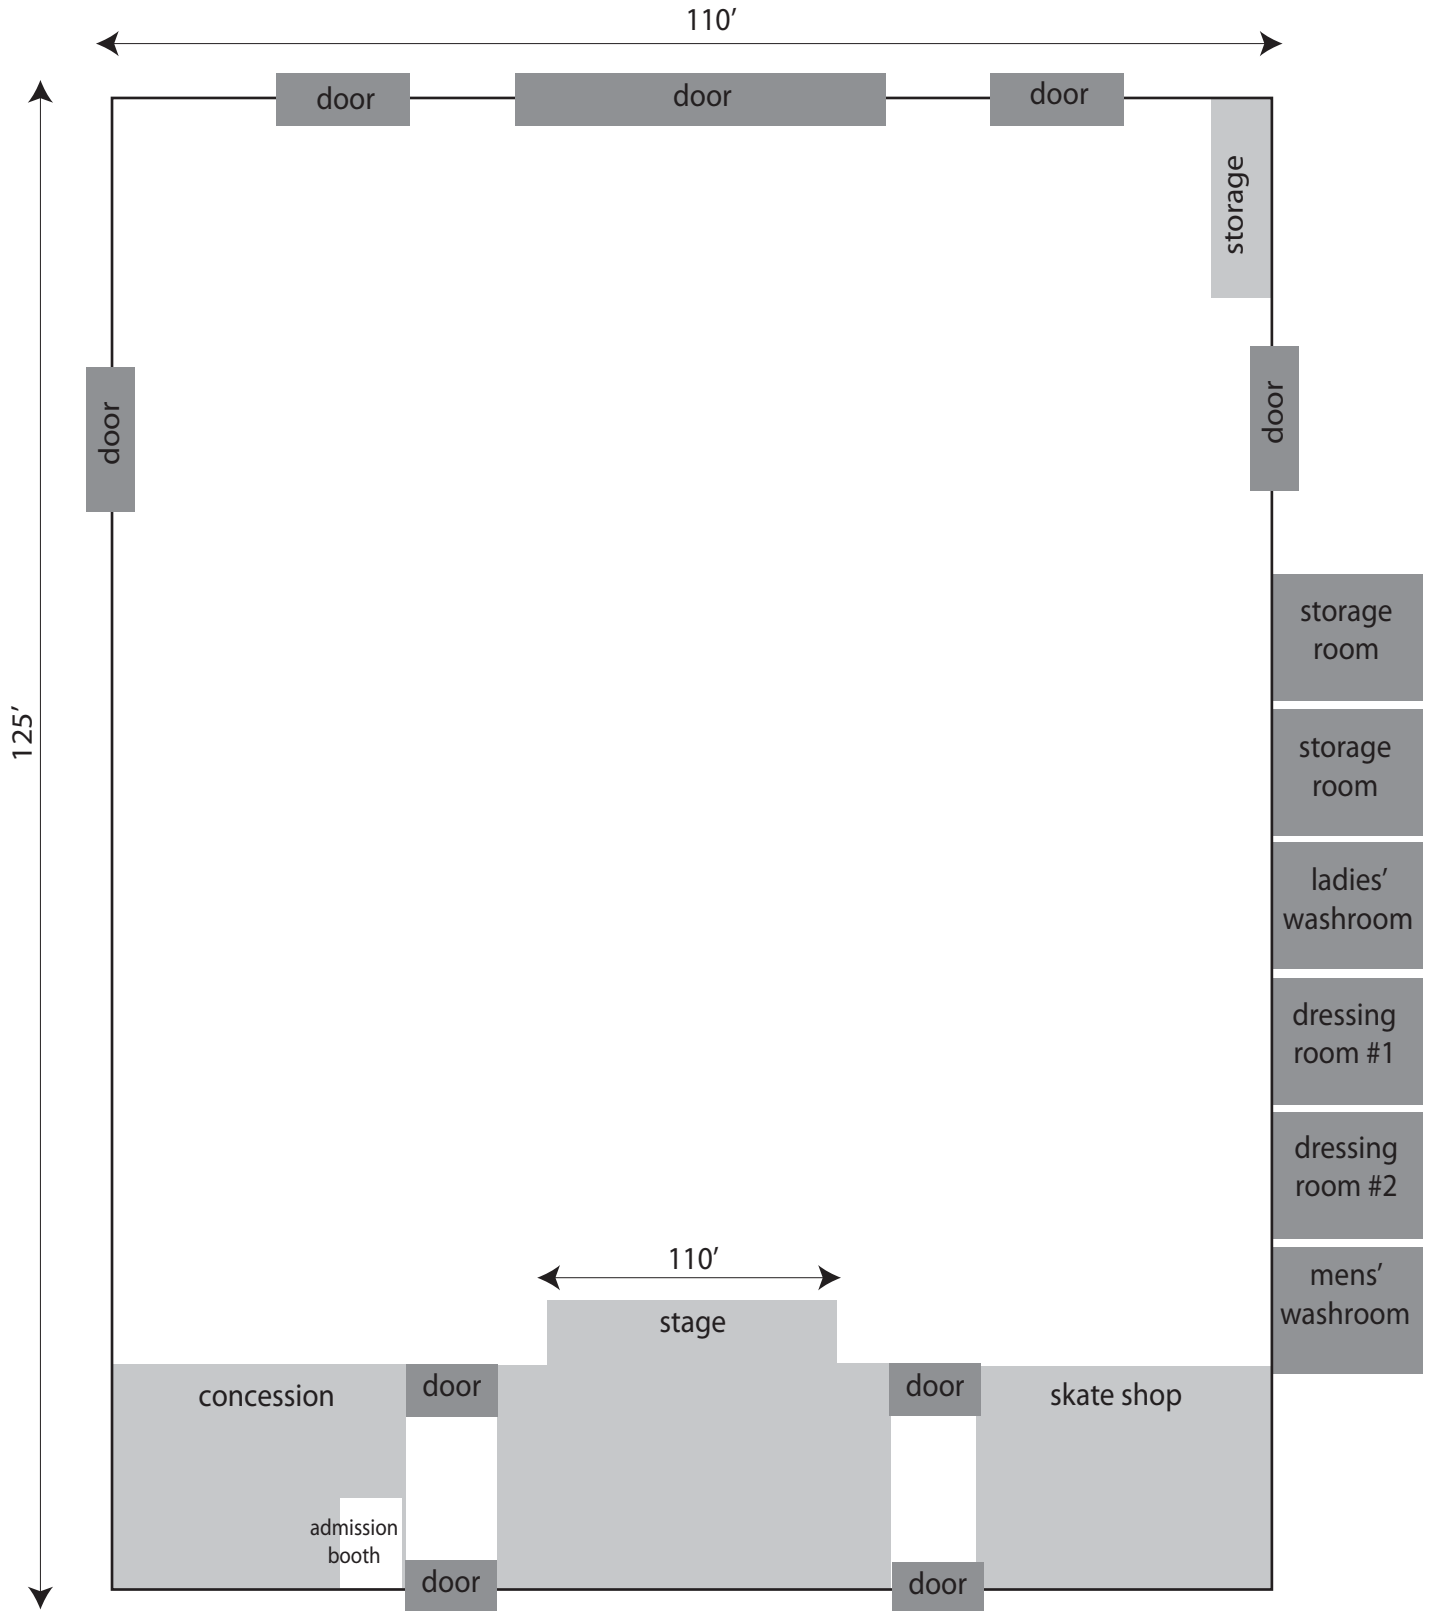 110’
door
door
door
storage
door
door
storage
room
storage
room
125’
ladies’
washroom
dressing
room #1
dressing
room #2
110’
mens’
washroom
stage
concession
door
door
skate shop
admission
booth
door
door